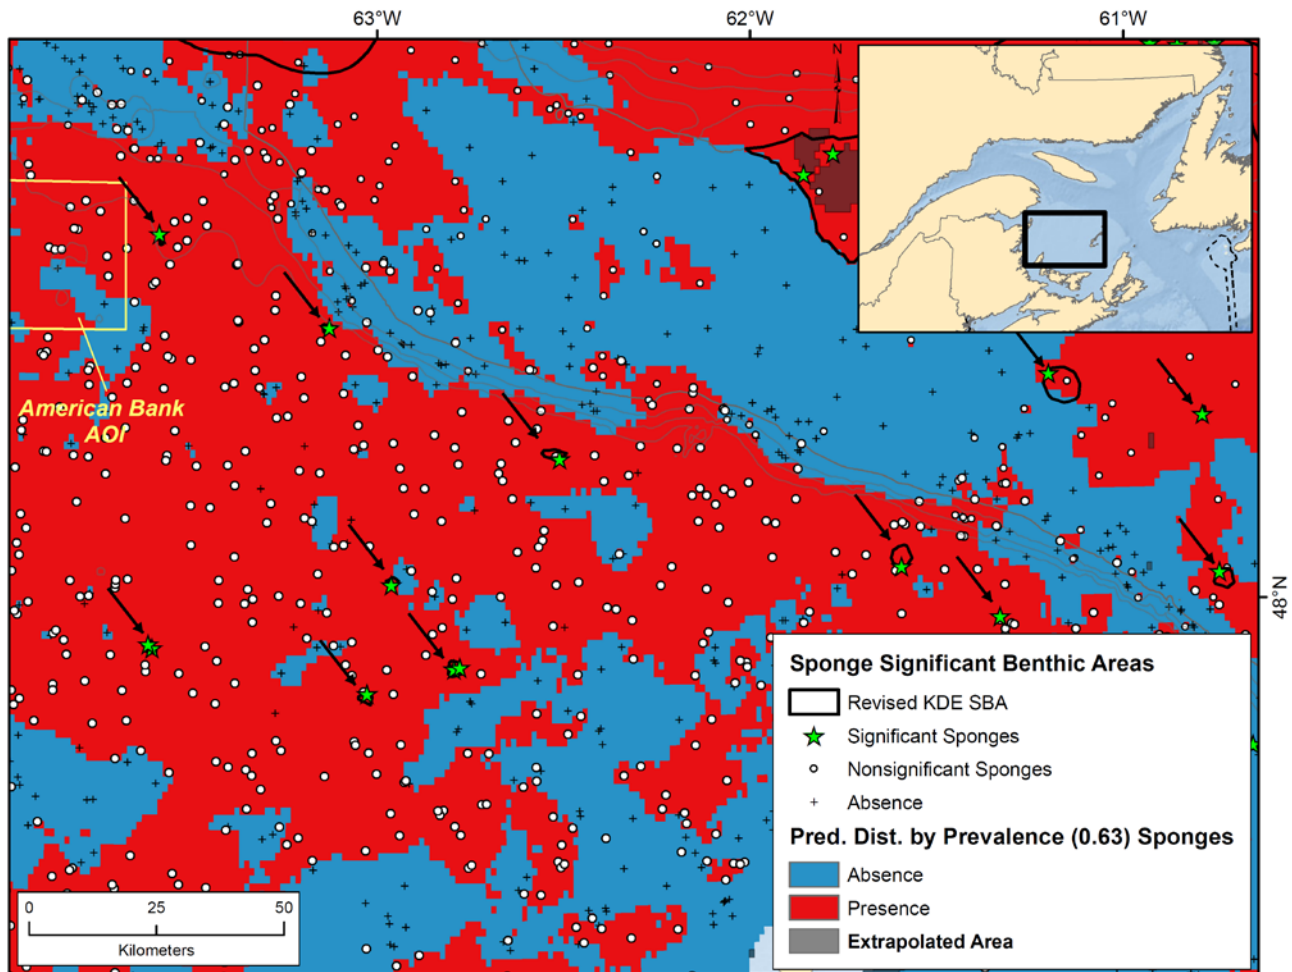 63°W
62°W
61°W
N
American Bank
AOI
48°N
Sponge Significant Benthic Areas
Revised KDE SBA
Significant Sponges
Nonsignificant Sponges
Absence
Pred. Dist. by Prevalence (0.63) Sponges
Absence
Presence
Extrapolated Area
0 25 50
Kilometers